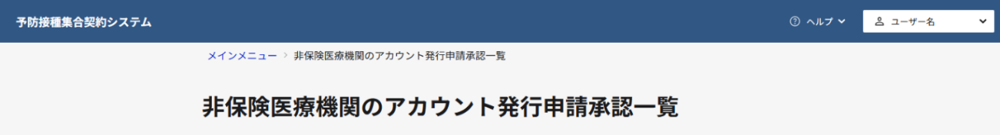 予防接種集合契約システム
ヘルプ
ユーザー名
メインメニュー > 非保険医療機関のアカウント発行申請承認一覧
非保険医療機関のアカウント発行申請承認一覧